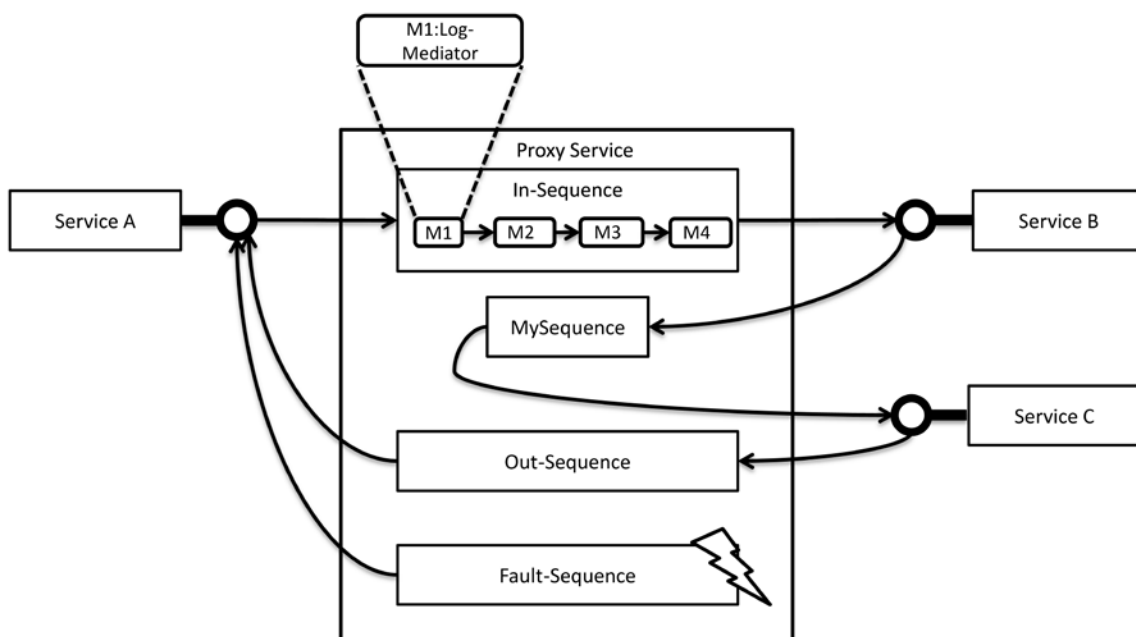 M1:Log-
Mediator
Proxy Service
In-Sequence
Service A
M1
M2
M3
M4
Service B
MySequence
Service C
Out-Sequence
Fault-Sequence